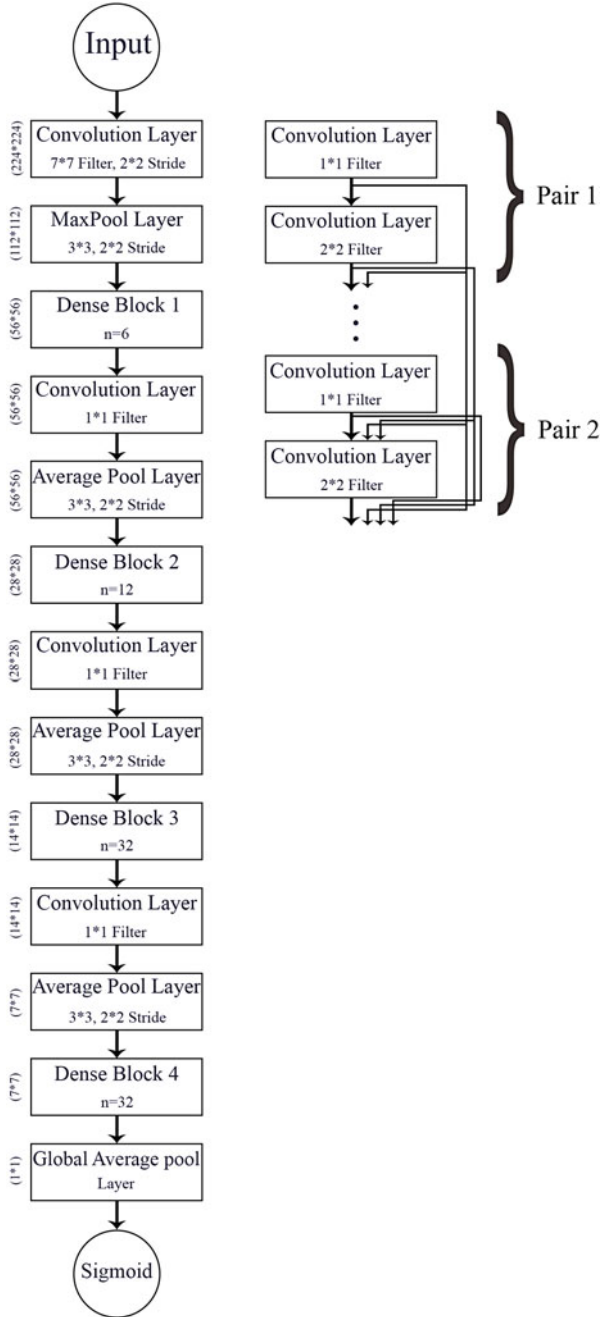 Input
(224*224)
Convolution Layer
7*7 Filter, 2*2 Stride
(112*112)
MaxPool Layer
3*3, 2*2 Stride
(56*56)
Dense Block 1
n=6
(56*56)
Convolution Layer
1*1 Filter
(56*56)
Average Pool Layer
3*3, 2*2 Stride
(28*28)
Dense Block 2
n=12
(28*28)
Convolution Layer
1*1 Filter
(28*28)
Average Pool Layer
3*3, 2*2 Stride
(14*14)
Dense Block 3
n=32
(14*14)
Convolution Layer
1*1 Filter
(7*7)
Average Pool Layer
3*3, 2*2 Stride
(7*7)
Dense Block 4
n=32
(1*1)
Global Average pool
Layer
Sigmoid
Convolution Layer
1*1 Filter
Convolution Layer
2*2 Filter
Pair 1
Convolution Layer
1*1 Filter
Convolution Layer
2*2 Filter
Pair 2